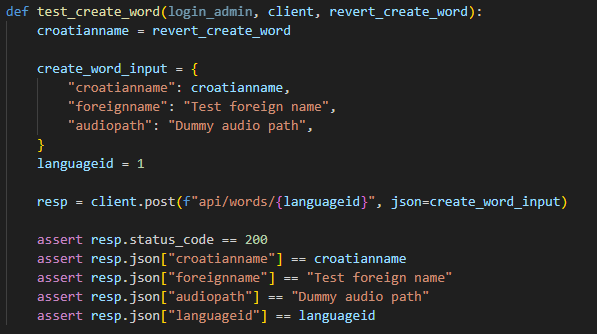 def test_create_word(login_admin, client, revert_create_word):
    croatianname = revert_create_word

    create_word_input = {
        "croatianname": croatianname,
        "foreignname": "Test foreign name",
        "audiopath": "Dummy audio path",
    }
    languageid = 1

    resp = client.post(f"api/words/{languageid}", json=create_word_input)

    assert resp.status_code == 200
    assert resp.json["croatianname"] == croatianname
    assert resp.json["foreignname"] == "Test foreign name"
    assert resp.json["audiopath"] == "Dummy audio path"
    assert resp.json["languageid"] == languageid